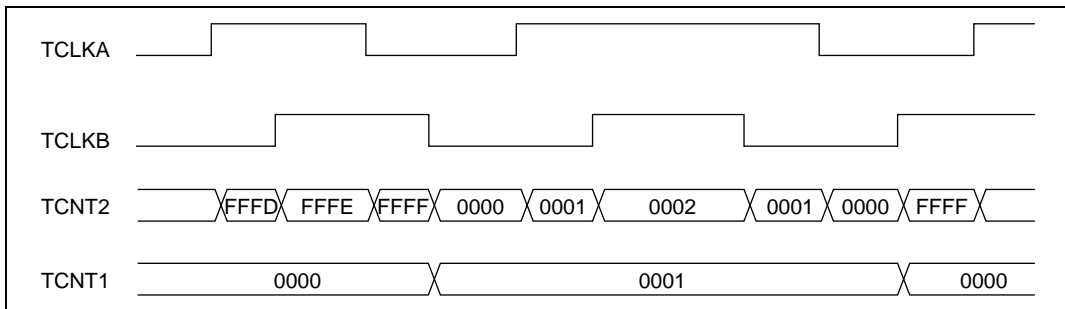 TCLKA
TCLKB
TCNT2 FFFD FFFE FFFF 0000 0001 0002 0001 0000 FFFF
TCNT1 0000 0001 0000